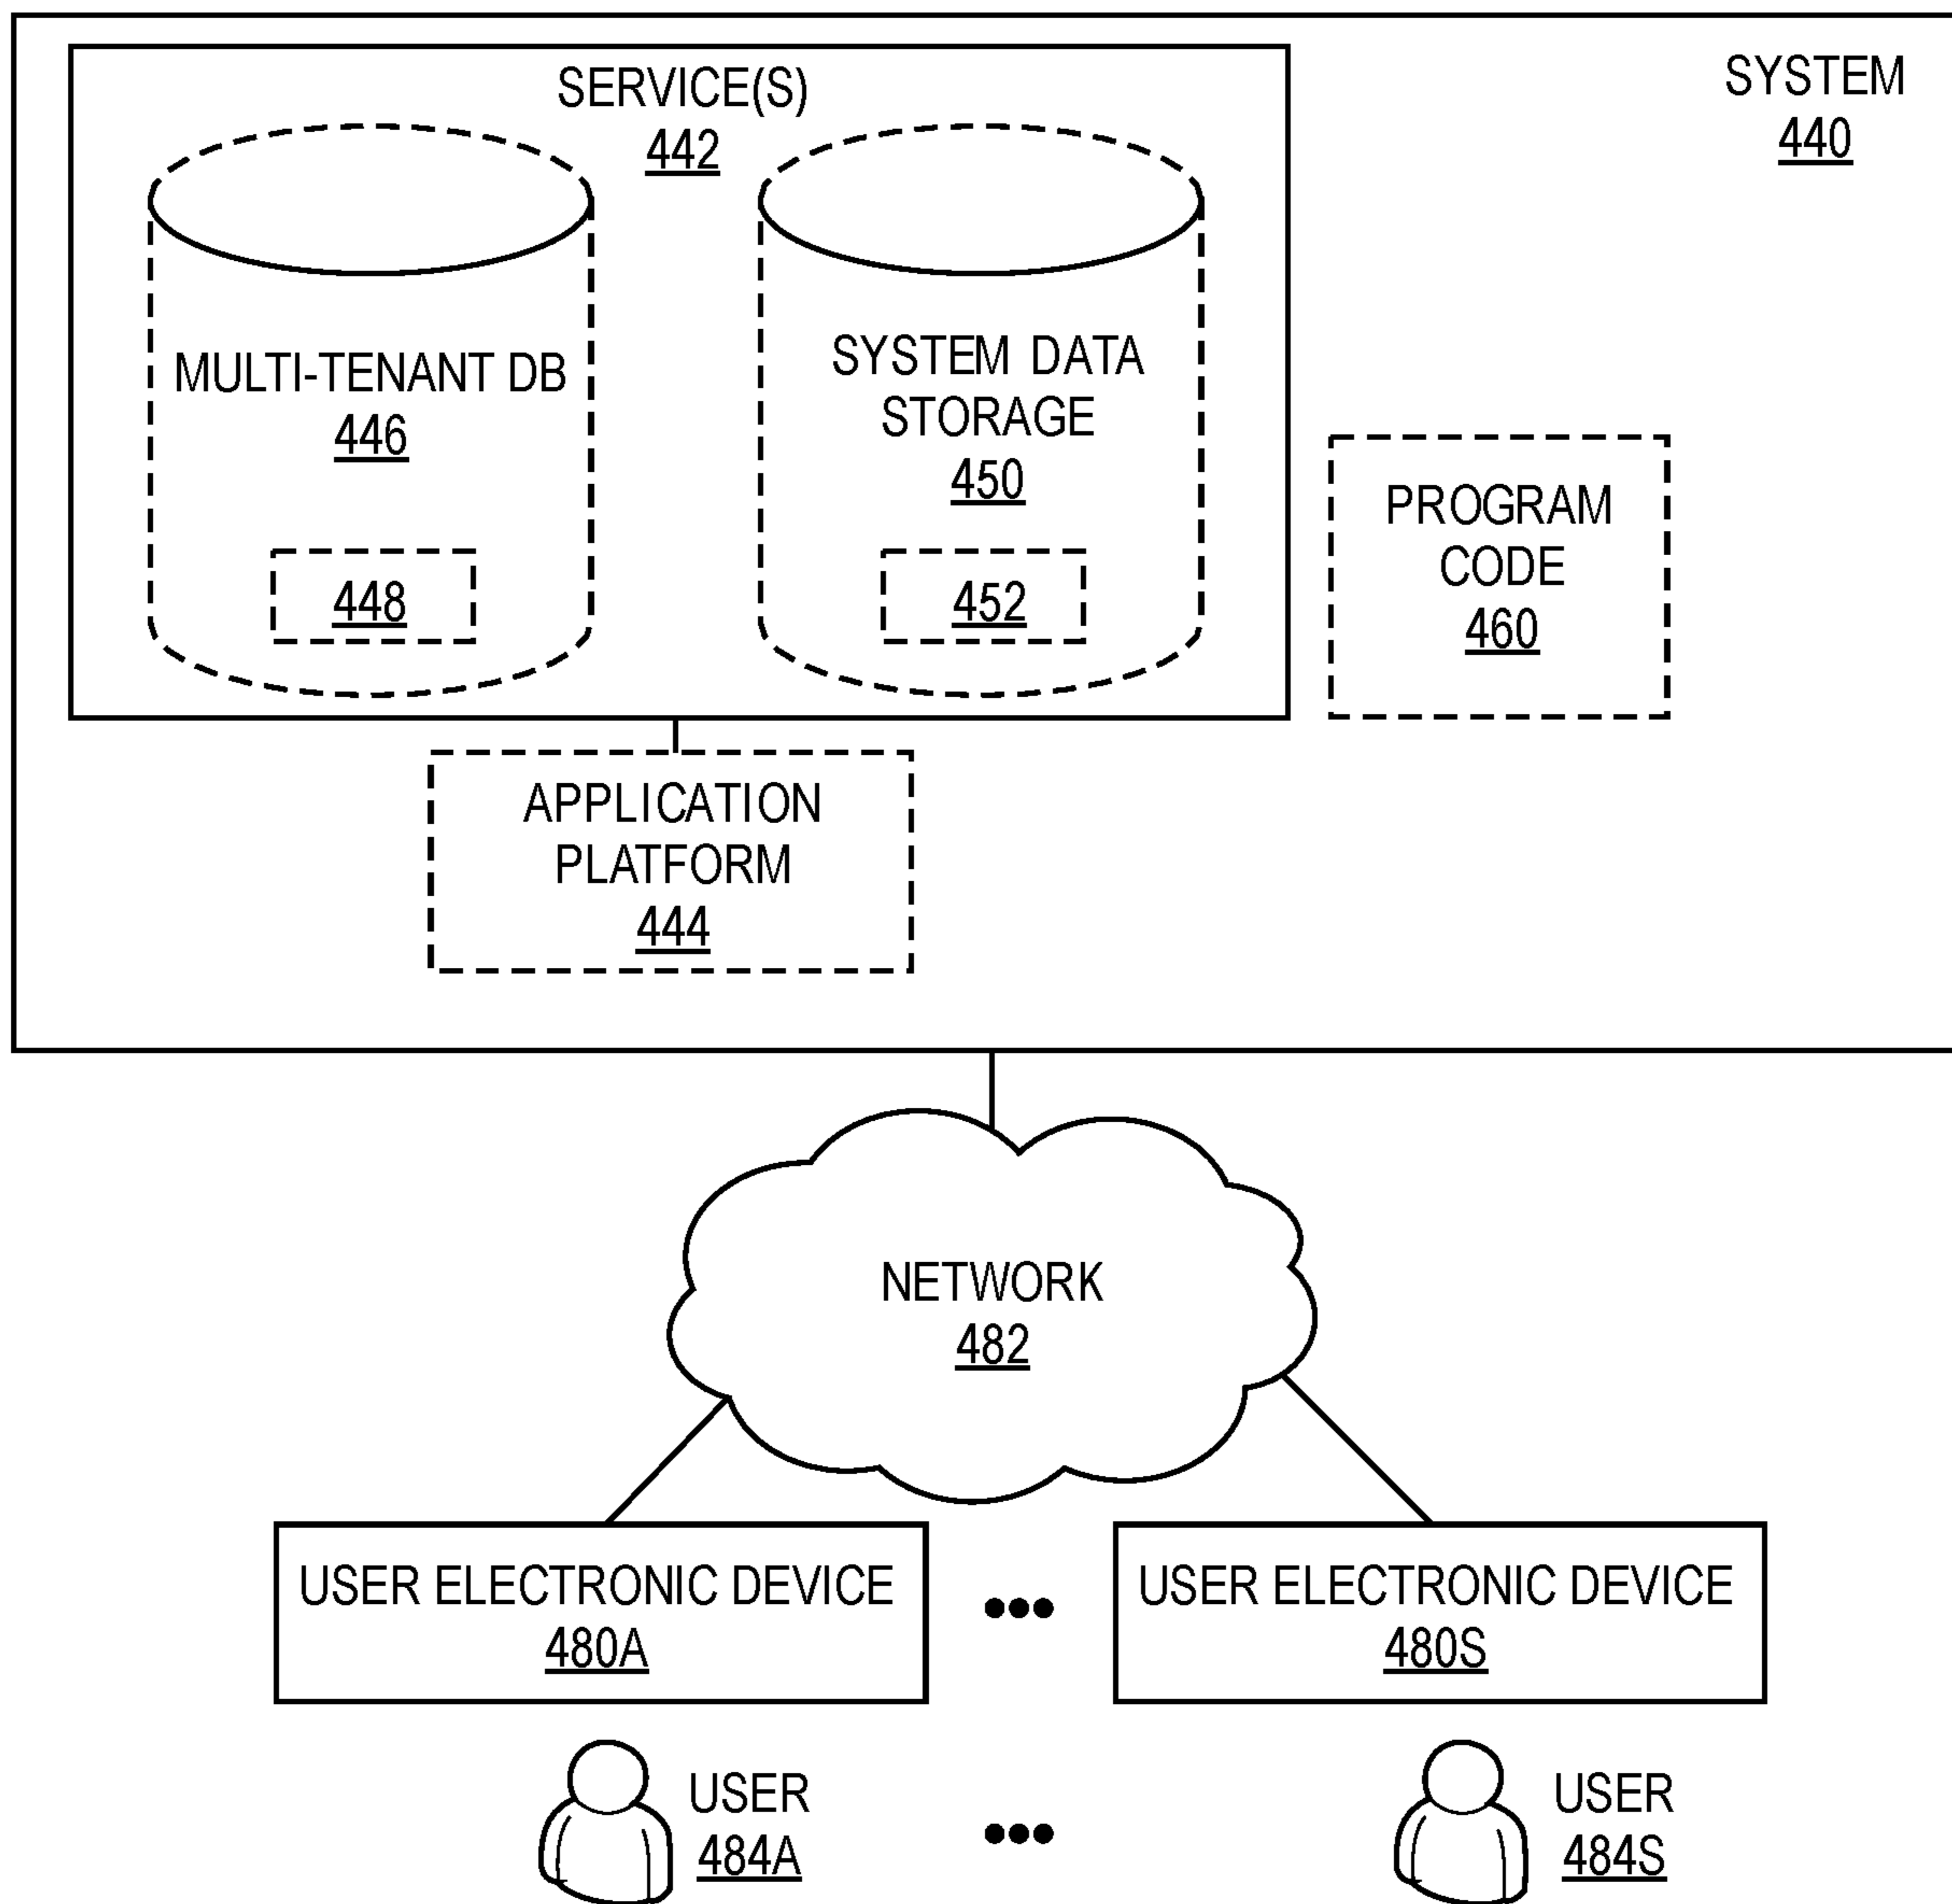 SYSTEM
440
SERVICE(S)
442
MULTI-TENANT DB
446
448
SYSTEM DATA
STORAGE
450
452
PROGRAM
CODE
460
APPLICATION
PLATFORM
444
NETWORK
482
USER ELECTRONIC DEVICE
480A
USER ELECTRONIC DEVICE
480S
USER
484A
USER
484S